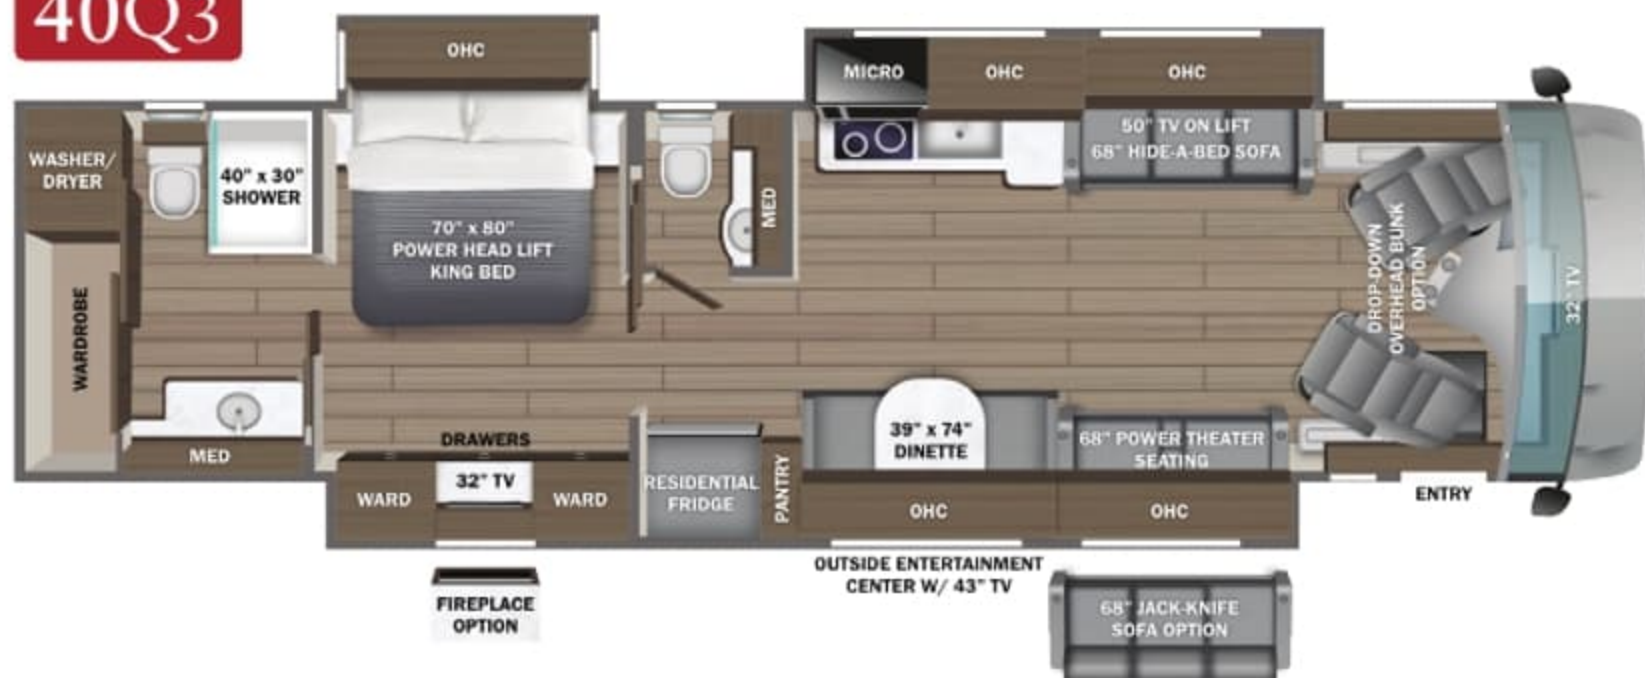 40Q3
OHC
MICRO
OHC
OHC
WASHER/
DRYER
40" x 30"
SHOWER
70" x 80"
POWER HEAD LIFT
KING BED
MED
50" TV ON LIFT
68" HIDE-A-BED SOFA
DROP-DOWN
OVERHEAD BUNK
OPTION
32" TV
WARDROBE
MED
DRAWERS
WARD
32" TV
WARD
RESIDENTIAL
FRIDGE
PANTRY
39" x 74"
DINETTE
68" POWER THEATER
SEATING
OHC
OHC
ENTRY
OUTSIDE ENTERTAINMENT
CENTER W/ 43" TV
FIREPLACE
OPTION
68" JACK-KNIFE
SOFA OPTION